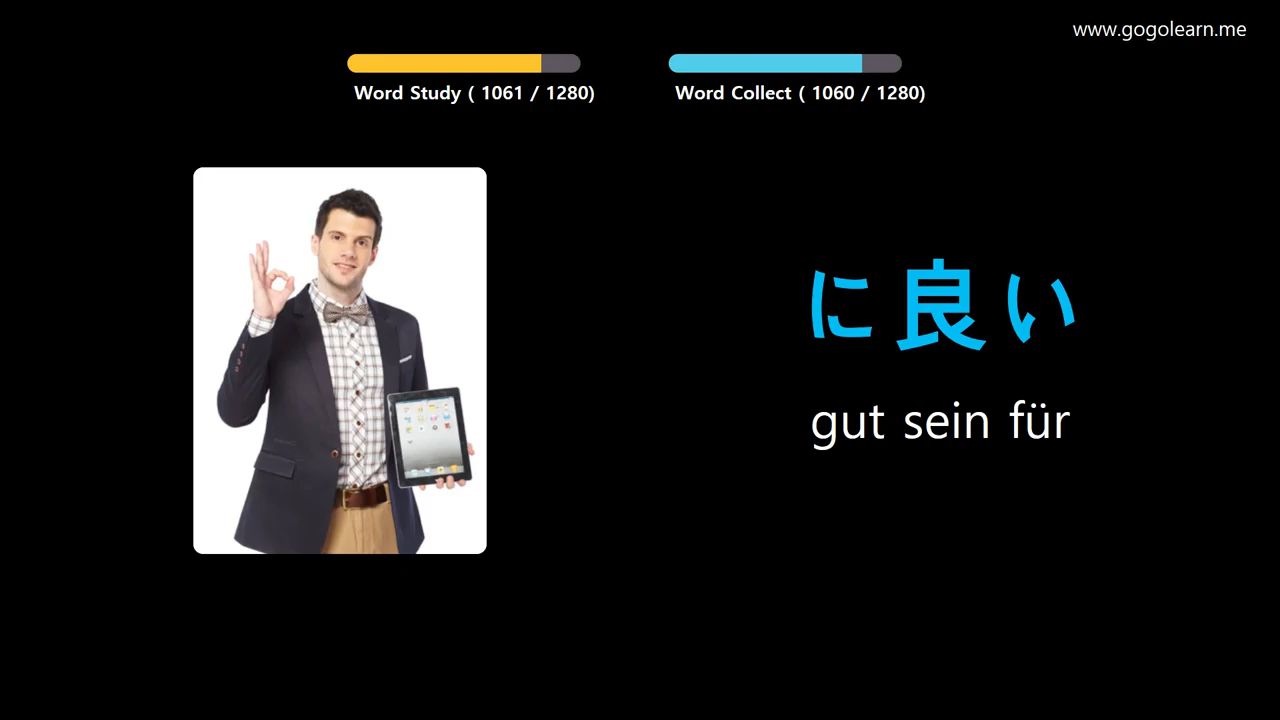 www.gogolearn.me
Word Study ( 1061 / 1280)
Word Collect ( 1060 / 1280)
に良い
gut sein für